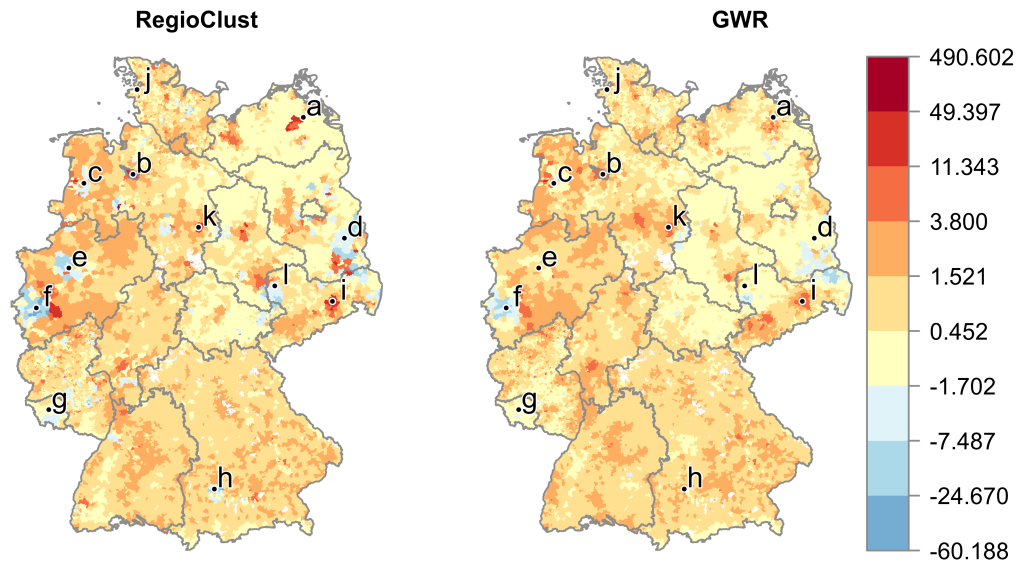 RegioClust
GWR
j
a
b
c
k
d
e
l
f
i
g
h
j
a
b
c
k
d
e
l
f
i
g
h
490.602
49.397
11.343
3.800
1.521
0.452
-1.702
-7.487
-24.670
-60.188